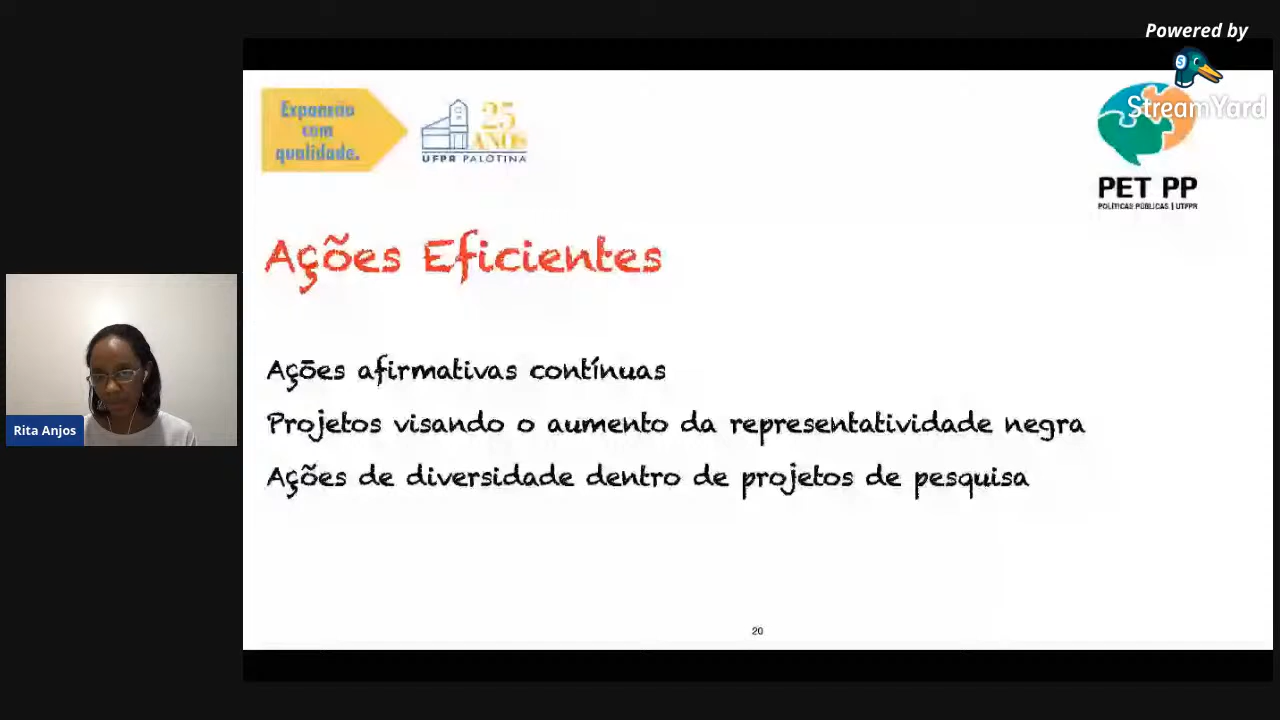 Powered by
StreamYard
Expansão
com
qualidade.
25
ANOS
UFPR PALOTINA
PET PP
POLÍTICAS PÚBLICAS | UTFPR
Ações Eficientes
Ações afirmativas contínuas
Projetos visando o aumento da representatividade negra
Ações de diversidade dentro de projetos de pesquisa
Rita Anjos
20